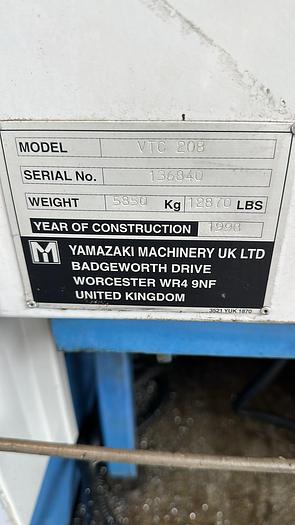 MODEL VTC 20B
SERIAL No. 136840
WEIGHT 5850 Kg 12870 LBS
YEAR OF CONSTRUCTION 1998
M YAMAZAKI MACHINERY UK LTD
BADGEWORTH DRIVE
WORCESTER WR4 9NF
UNITED KINGDOM
3521 YUK 1870